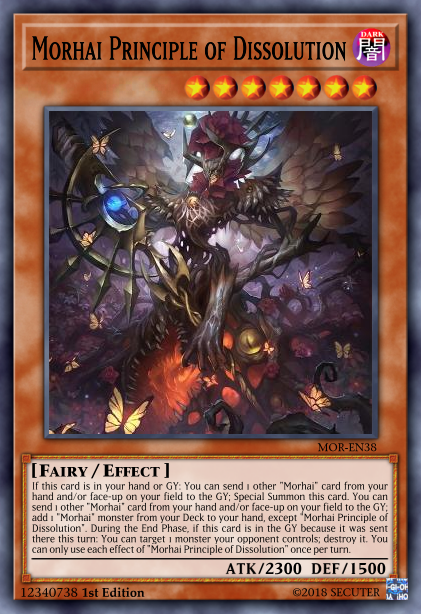 Morhai Principle of Dissolution
DARK
闇
MOR-EN38
[Fairy / Effect ]
If this card is in your hand or GY: You can send 1 other "Morhai" card from your
hand and/or face-up on your field to the GY; Special Summon this card. You can
send 1 other "Morhai" card from your hand and/or face-up on your field to the GY;
add 1 "Morhai" monster from your Deck to your hand, except "Morhai Principle of
Dissolution". During the End Phase, if this card is in the GY because it was sent
there this turn: You can target 1 monster your opponent controls; destroy it. You
can only use each effect of "Morhai Principle of Dissolution" once per turn.
ATK/2300 DEF/1500
12340738 1st Edition ©2018 SECUTER